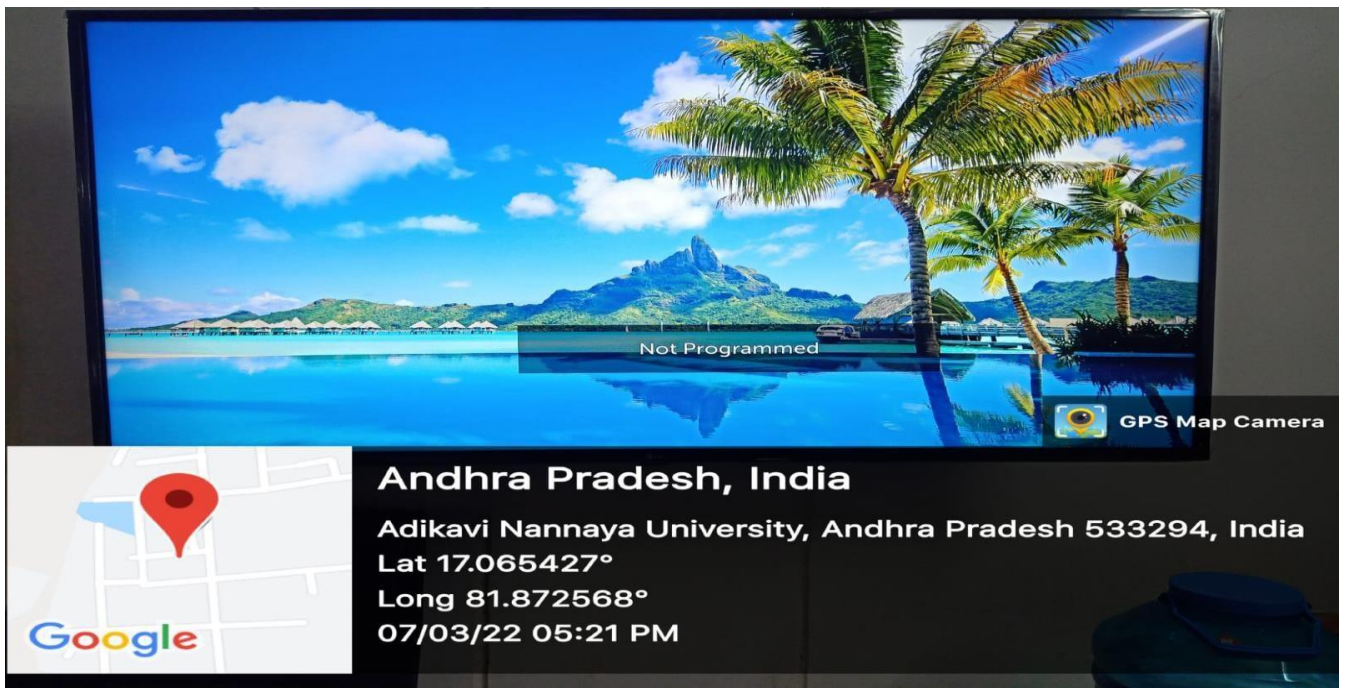 Not Programmed
GPS Map Camera
Andhra Pradesh, India
Adikavi Nannaya University, Andhra Pradesh 533294, India
Lat 17.065427°
Long 81.872568°
07/03/22 05:21 PM
Google